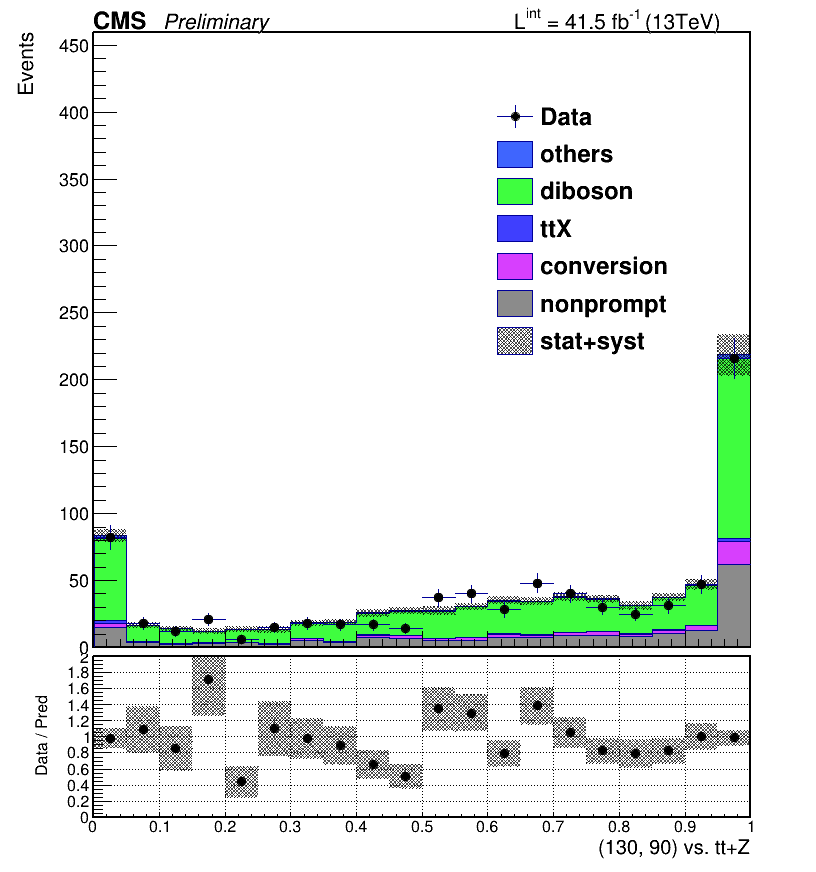 CMS Preliminary L^int = 41.5 fb^-1 (13TeV)
Events
450
400
350
300
250
200
150
100
50
0
Data
others
diboson
ttX
conversion
nonprompt
stat+syst
Data / Pred
2
1.8
1.6
1.4
1.2
1
0.8
0.6
0.4
0.2
0
0 0.1 0.2 0.3 0.4 0.5 0.6 0.7 0.8 0.9 1
(130, 90) vs. tt+Z